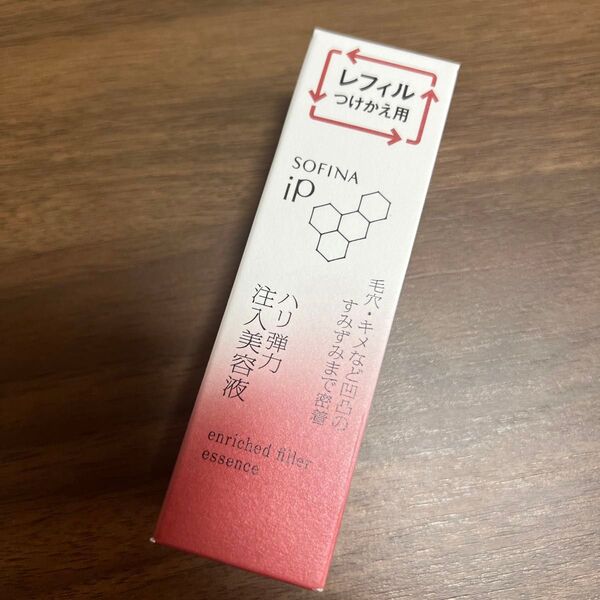 レフィル
つけかえ用
SOFINA
iP
毛穴・キメなど凹凸の
すみずみまで密着
ハリ弾力
注入美容液
enriched filler
essence